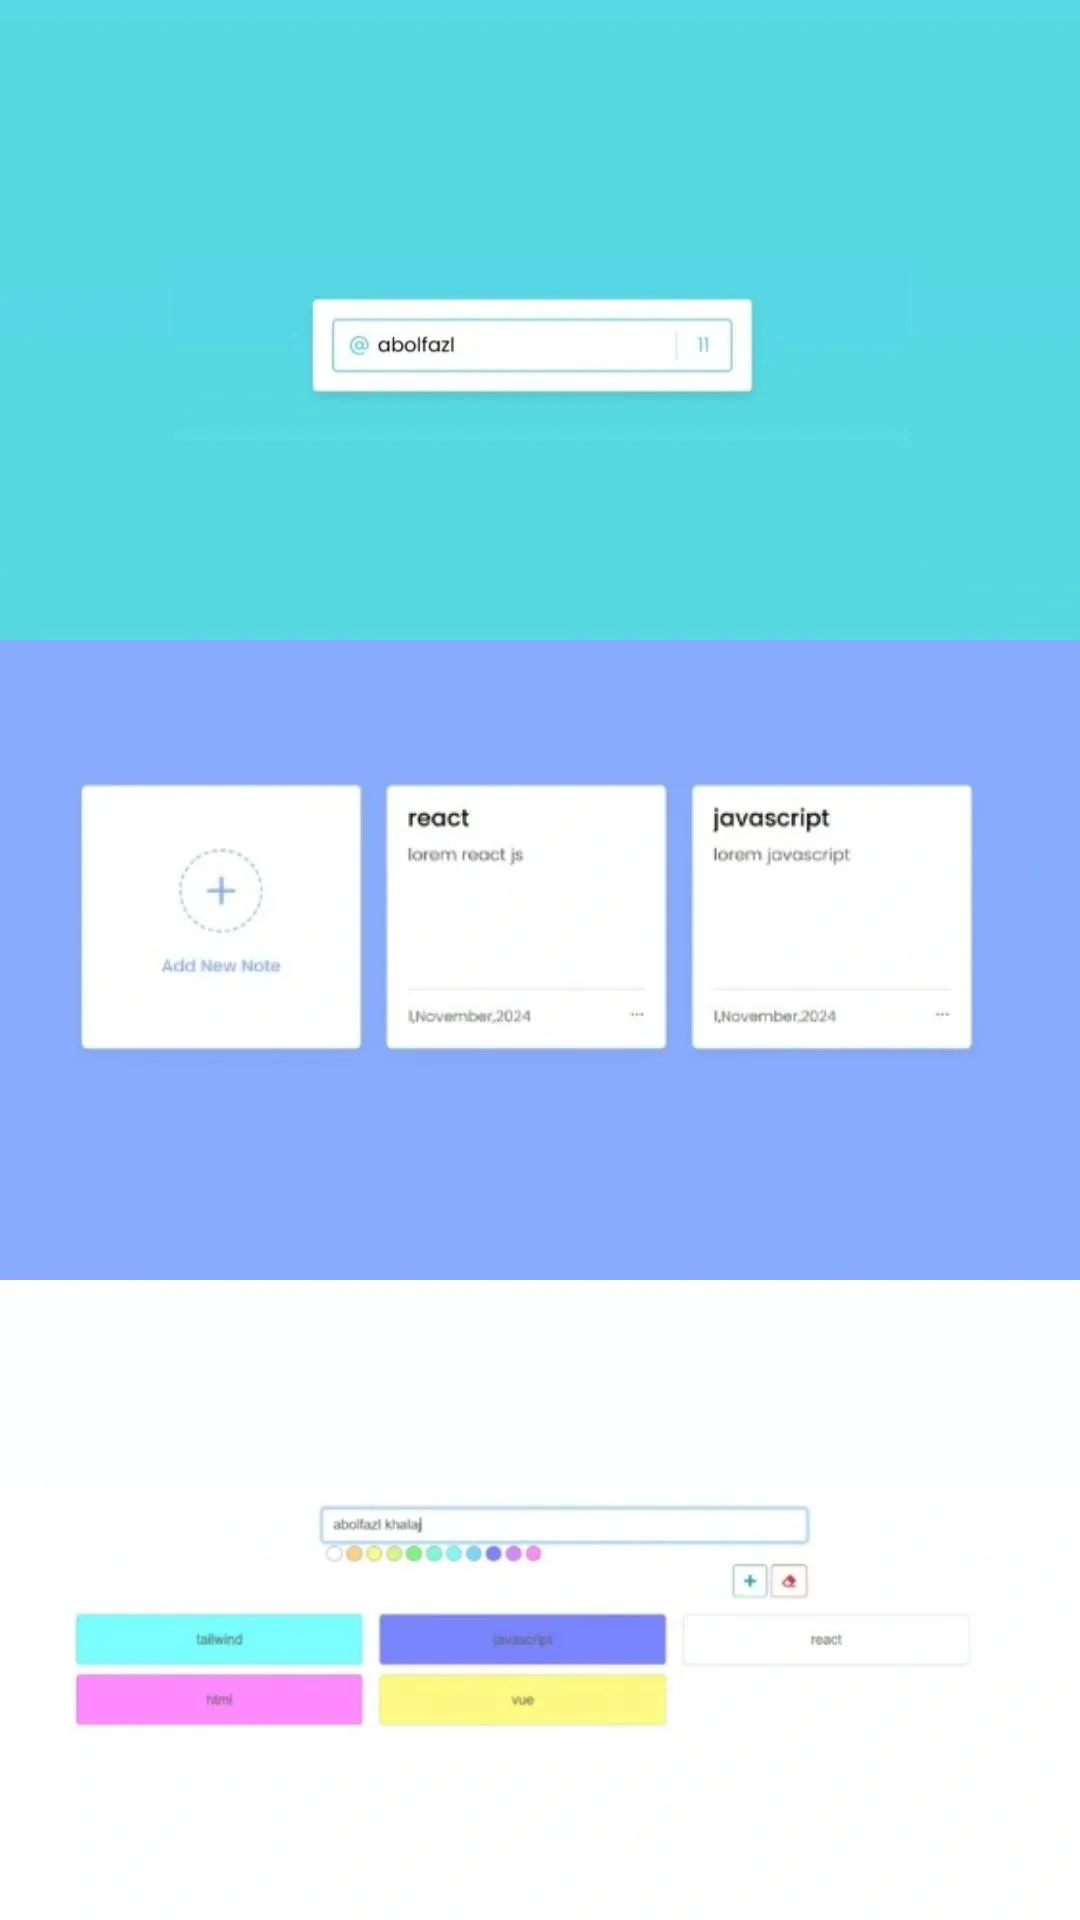 @ abolfazl 11
react
lorem react js
1,November,2024
javascript
lorem javascript
1,November,2024
Add New Note
abolfazl khalaj
tailwind
javascript
react
html
vue